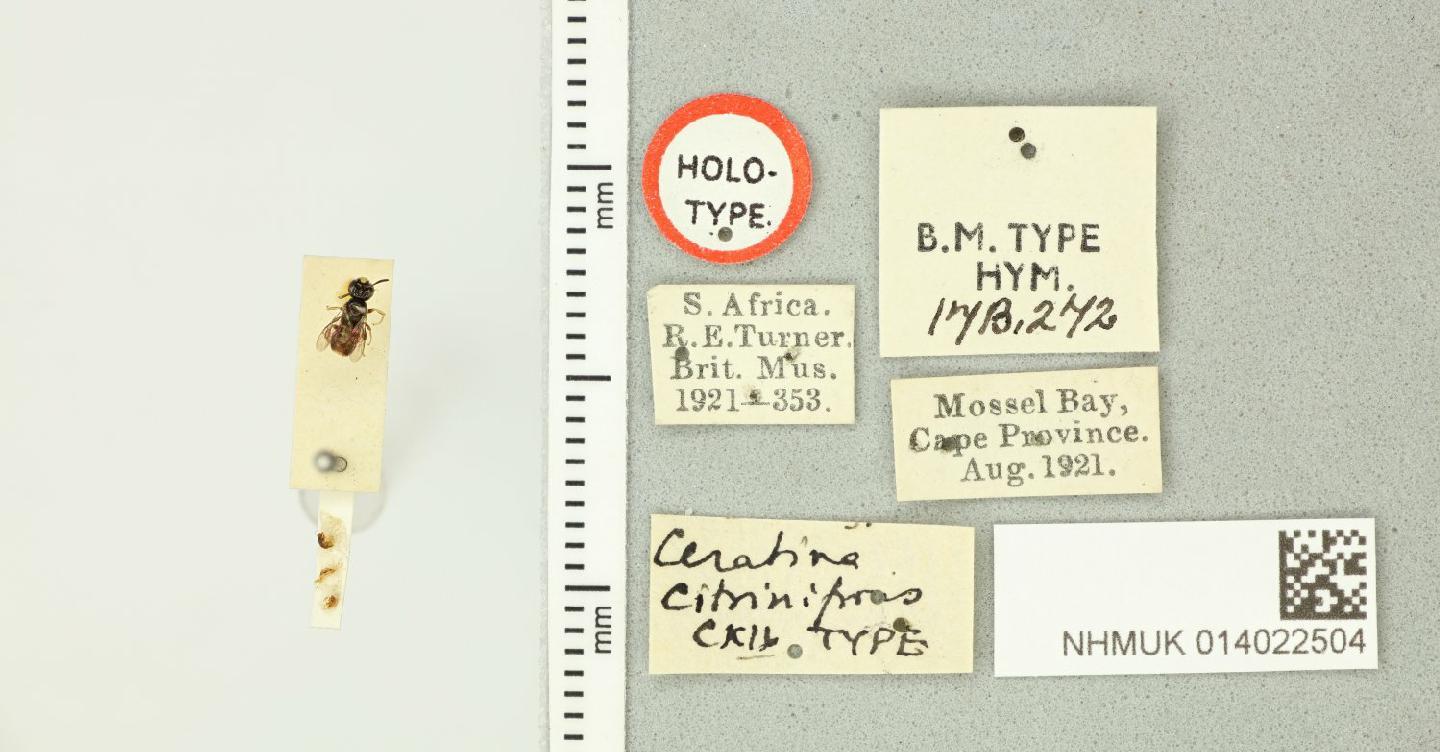 HOLO-
TYPE.
B.M. TYPE
HYM.
17B.272
S. Africa.
R.E.Turner.
Brit. Mus.
1921—353.
Mossel Bay,
Cape Province.
Aug. 1921.
Ceratina
citrinifrons
Ckll. TYPE
NHMUK 014022504
mm
mm